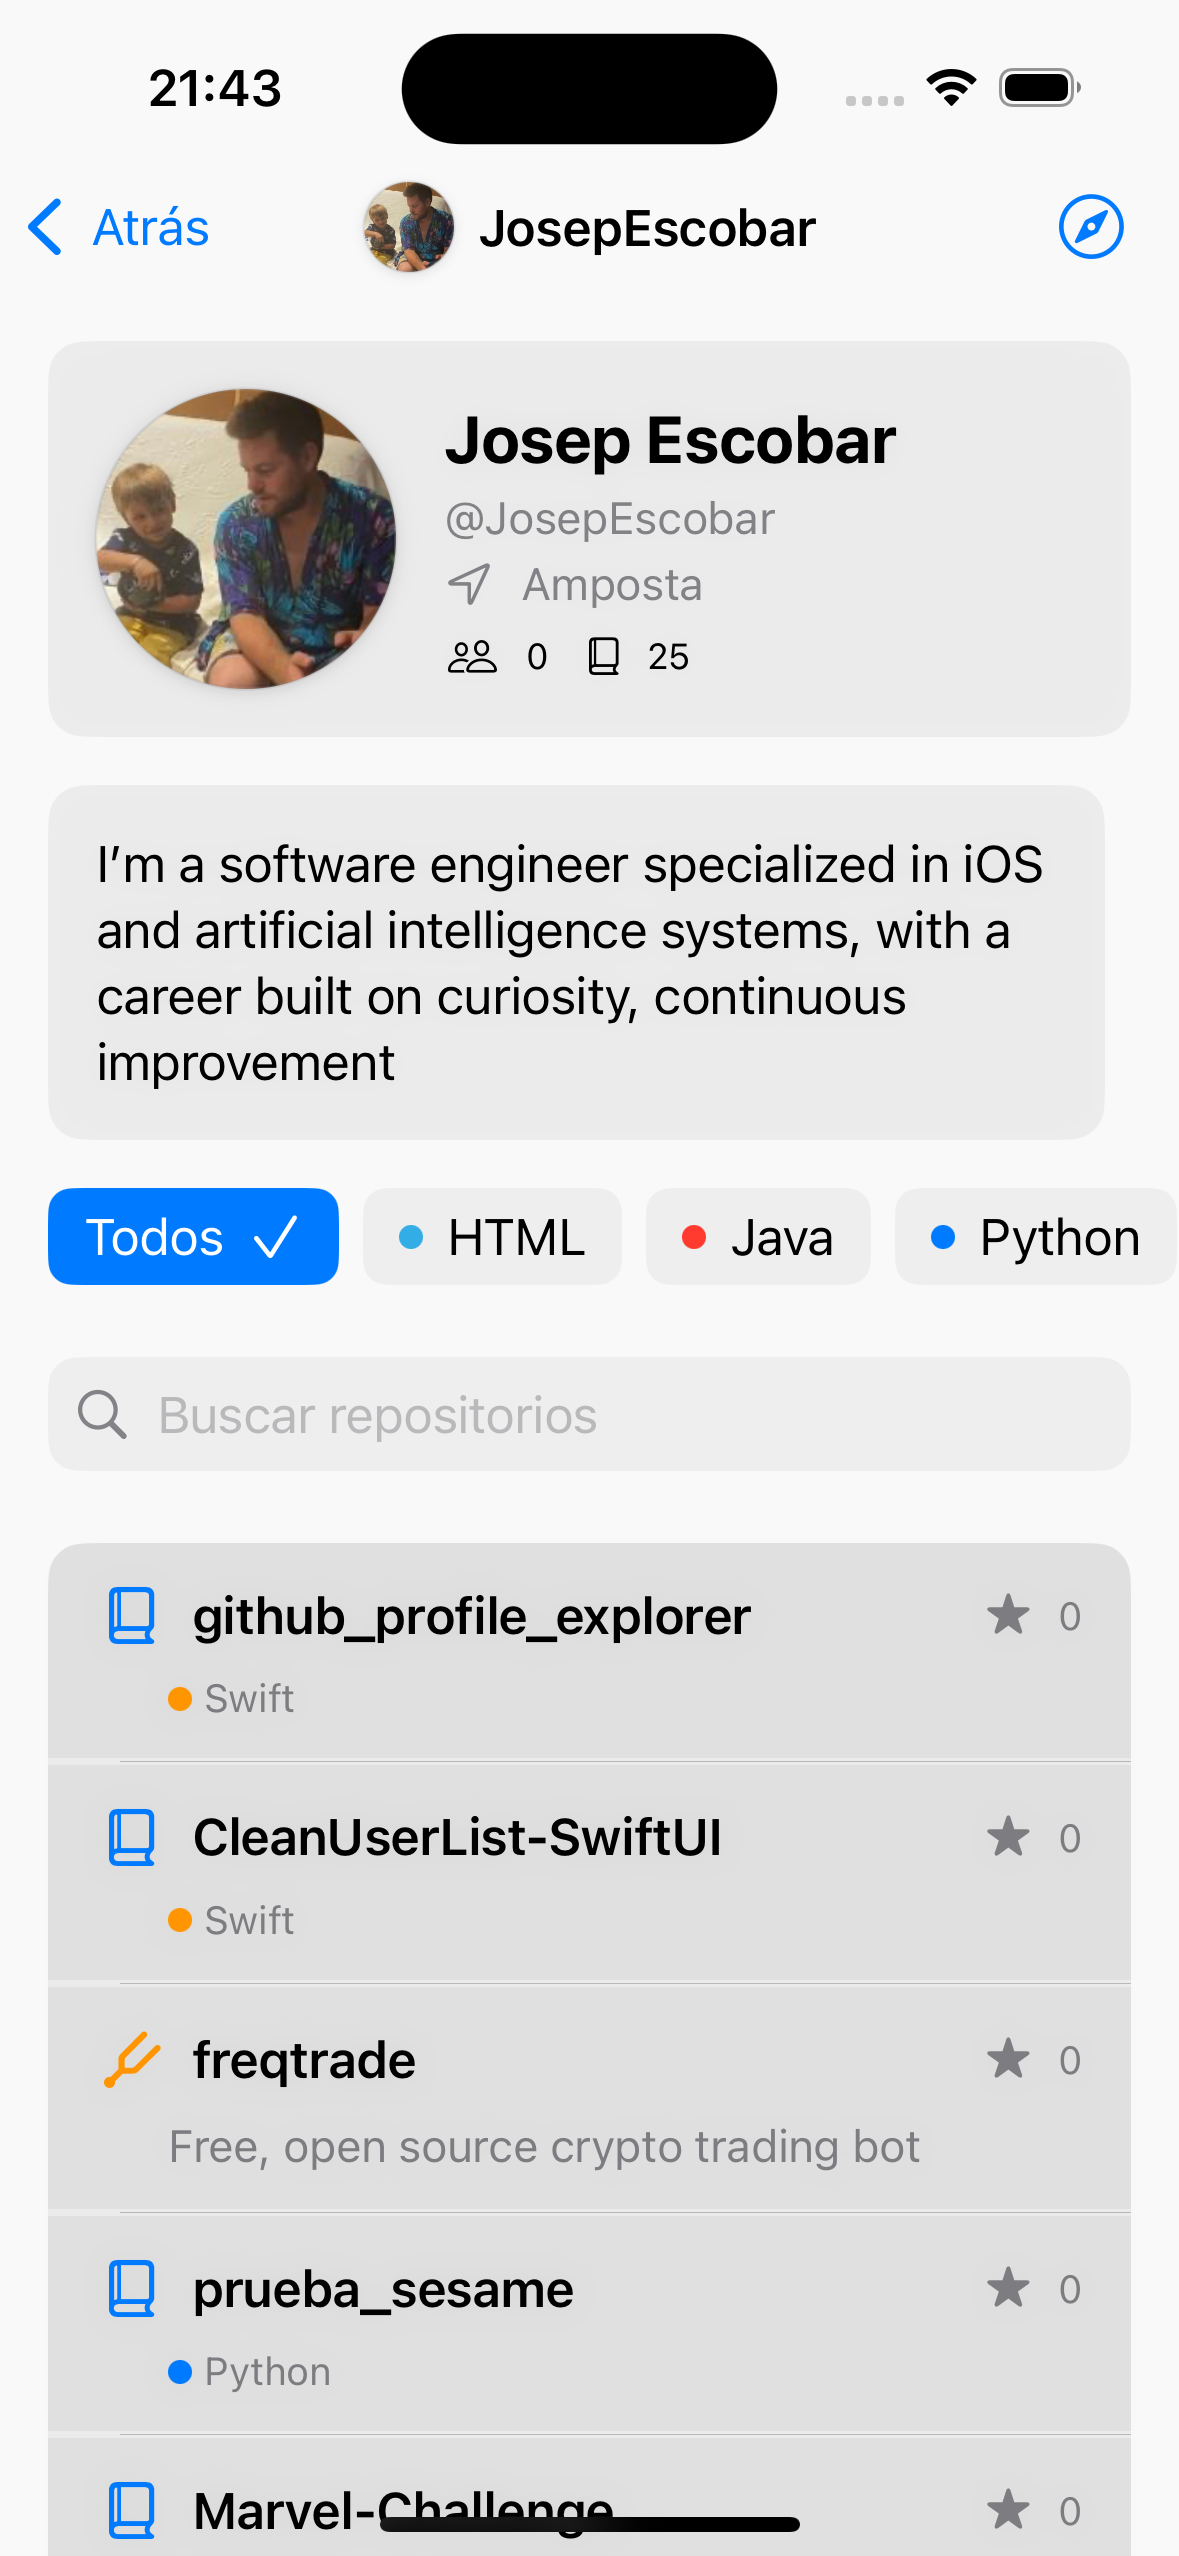 21:43
Atrás
JosepEscobar
Josep Escobar
@JosepEscobar
Amposta
0 25
I'm a software engineer specialized in iOS
and artificial intelligence systems, with a
career built on curiosity, continuous
improvement
Todos HTML Java Python
Buscar repositorios
github_profile_explorer 0
Swift
CleanUserList-SwiftUI 0
Swift
freqtrade 0
Free, open source crypto trading bot
prueba_sesame 0
Python
Marvel-Challenge 0